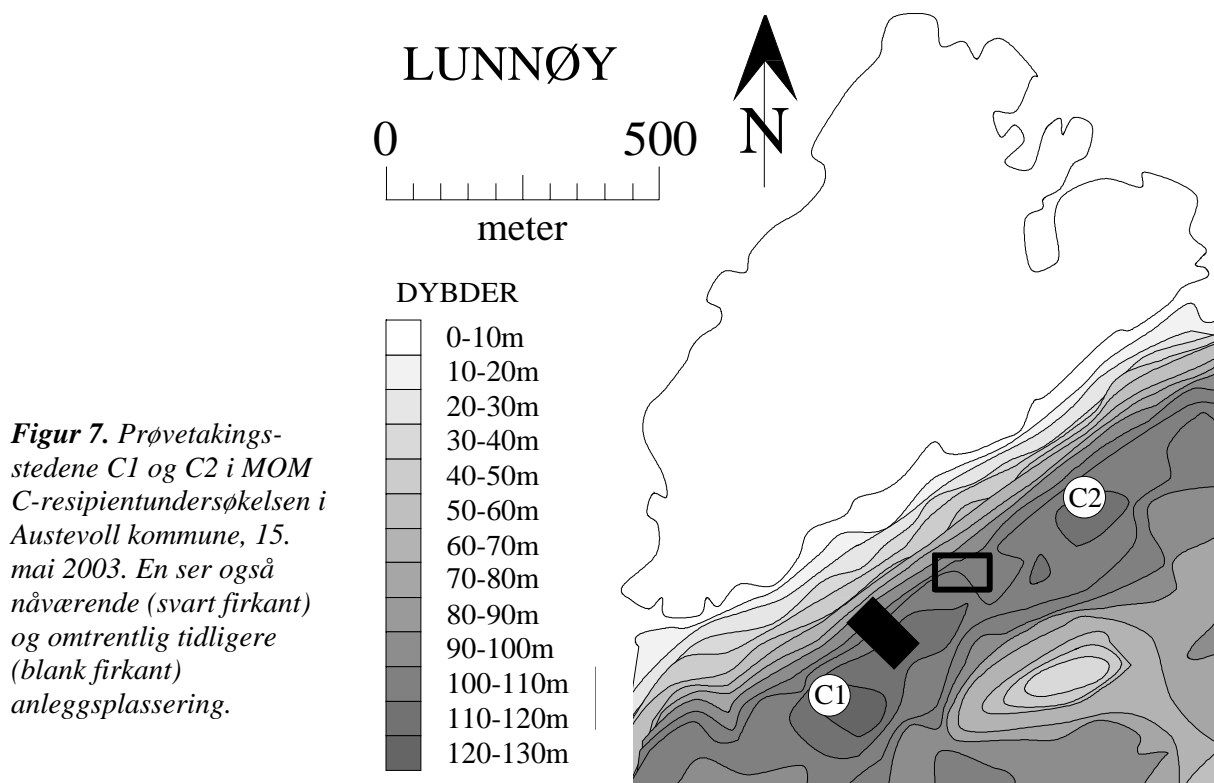 LUNNØY
N
0 500
meter
DYBDER
0-10m
10-20m
20-30m
30-40m
40-50m
50-60m
60-70m
70-80m
80-90m
90-100m
100-110m
110-120m
120-130m
C2
C1
Figur 7. Prøvetakings-
stedene C1 og C2 i MOM
C-resipientundersøkelsen i
Austevoll kommune, 15.
mai 2003. En ser også
nåværende (svart firkant)
og omtrentlig tidligere
(blank firkant)
anleggsplassering.